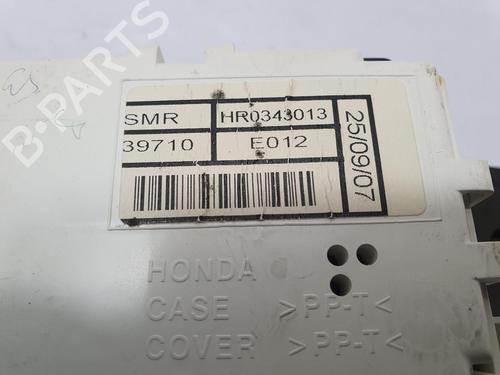 SMR HR0343013
39710 E012
25/09/07
HONDA
CASE >PP-T<
COVER >PP-T<
B-PARTS